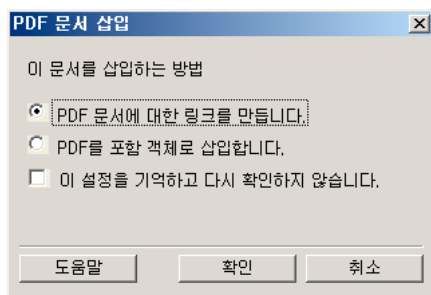 PDF 문서 삽입
이 문서를 삽입하는 방법
PDF 문서에 대한 링크를 만듭니다.
PDF를 포함 객체로 삽입합니다.
이 설정을 기억하고 다시 확인하지 않습니다.
도움말 확인 취소